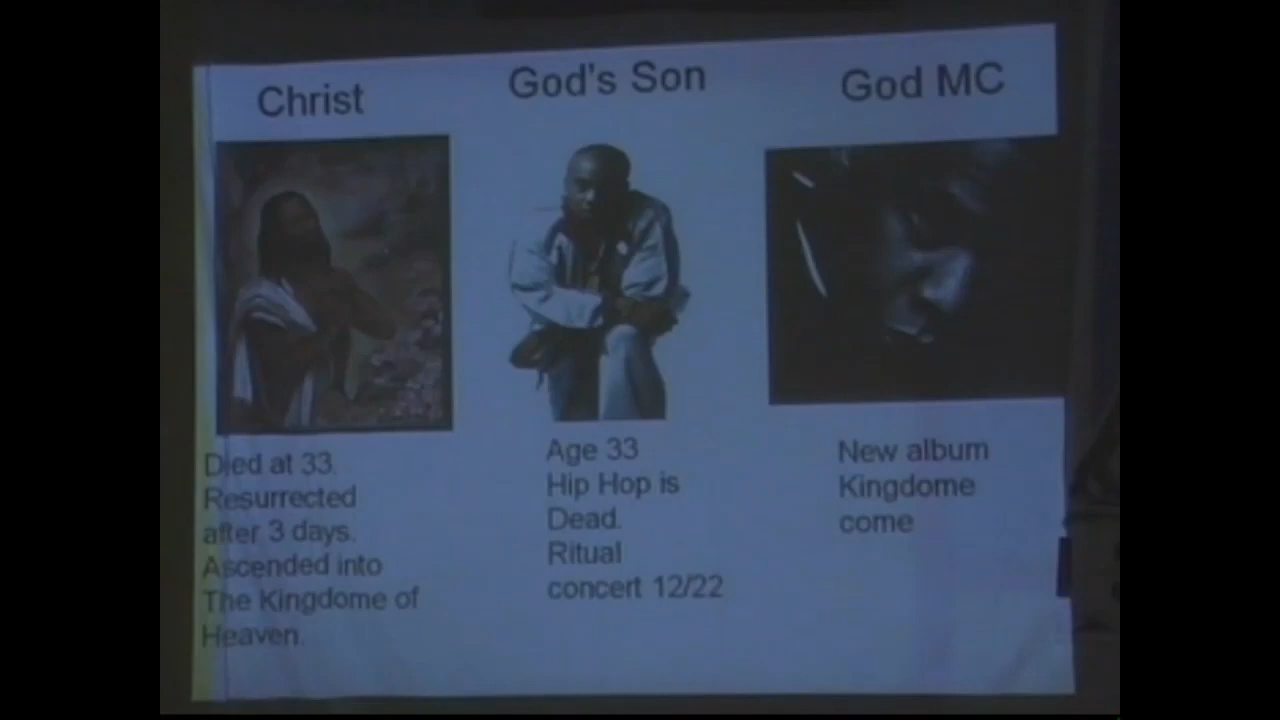 Christ
God's Son
God MC
Died at 33.
Resurrected
after 3 days.
Ascended into
The Kingdome of
Heaven.
Age 33
Hip Hop is
Dead.
Ritual
concert 12/22
New album
Kingdome
come